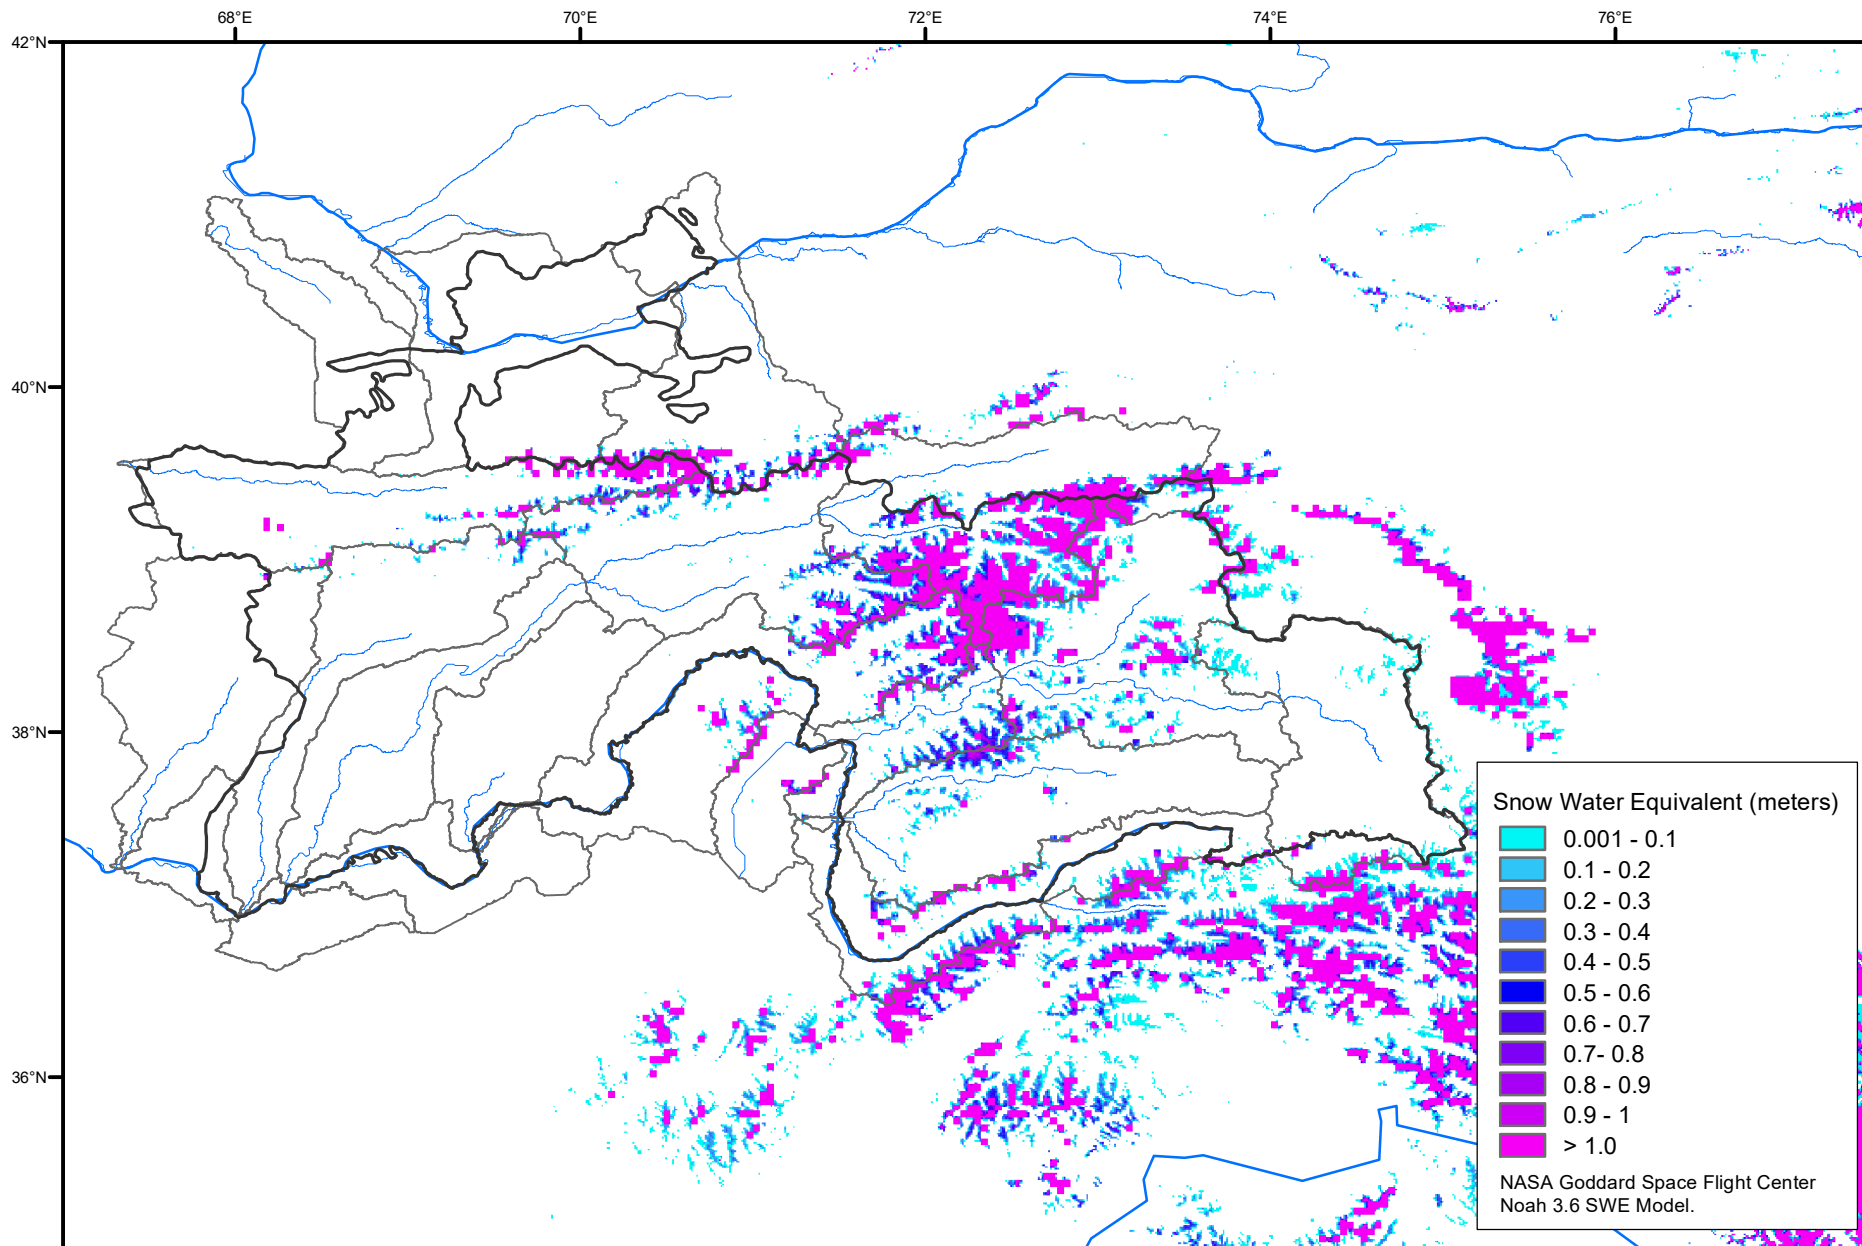 68°E
70°E
72°E
74°E
76°E
42°N
40°N
38°N
36°N
Snow Water Equivalent (meters)
0.001 - 0.1
0.1 - 0.2
0.2 - 0.3
0.3 - 0.4
0.4 - 0.5
0.5 - 0.6
0.6 - 0.7
0.7- 0.8
0.8 - 0.9
0.9 - 1
> 1.0
NASA Goddard Space Flight Center
Noah 3.6 SWE Model.